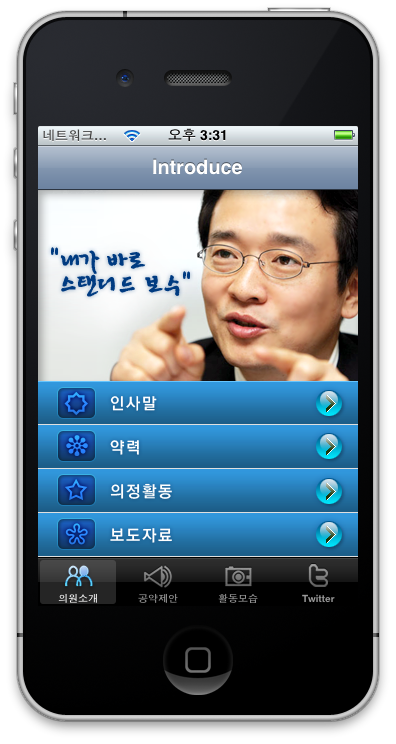 네트워크... 오후 3:31
Introduce
"내가 바로
스탠더드 보수"
인사말
약력
의정활동
보도자료
의원소개 공약제안 활동모습 Twitter